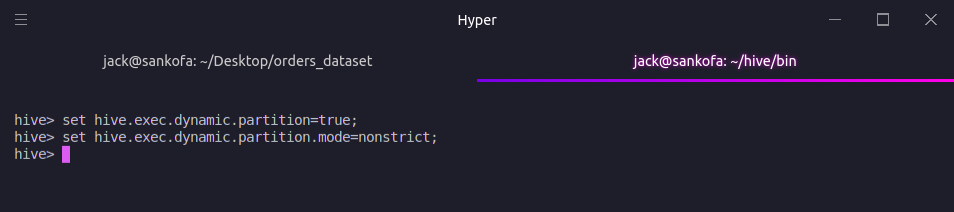 Hyper
jack@sankofa: ~/Desktop/orders_dataset
jack@sankofa: ~/hive/bin
hive> set hive.exec.dynamic.partition=true;
hive> set hive.exec.dynamic.partition.mode=nonstrict;
hive>